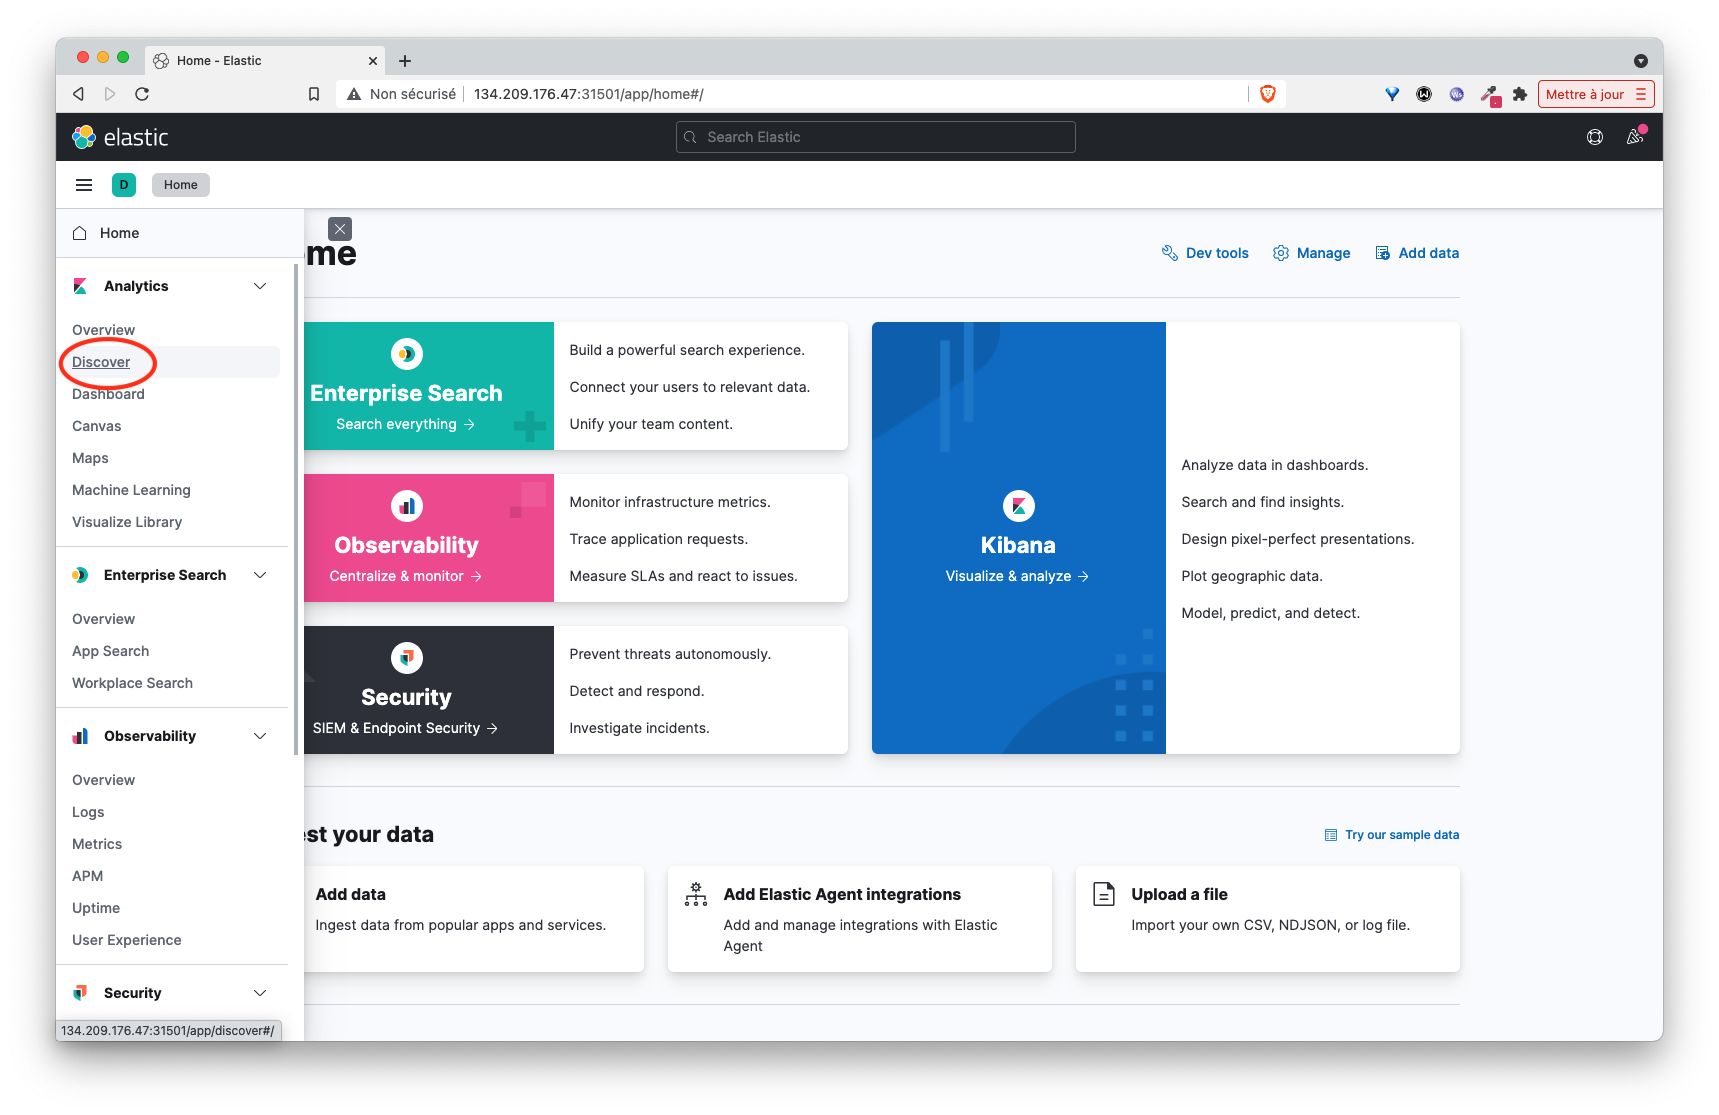 Home - Elastic
Non sécurisé
134.209.176.47:31501/app/home#/
Mettre à jour
elastic
Search Elastic
D
Home
Home
Analytics
Overview
Discover
Dashboard
Canvas
Maps
Machine Learning
Visualize Library
Enterprise Search
Overview
App Search
Workplace Search
Observability
Overview
Logs
Metrics
APM
Uptime
User Experience
Security
134.209.176.47:31501/app/discover#/
me
Dev tools
Manage
Add data
Enterprise Search
Search everything →
Build a powerful search experience.
Connect your users to relevant data.
Unify your team content.
Observability
Centralize & monitor →
Monitor infrastructure metrics.
Trace application requests.
Measure SLAs and react to issues.
Security
SIEM & Endpoint Security →
Prevent threats autonomously.
Detect and respond.
Investigate incidents.
Kibana
Visualize & analyze →
Analyze data in dashboards.
Search and find insights.
Design pixel-perfect presentations.
Plot geographic data.
Model, predict, and detect.
est your data
Try our sample data
Add data
Ingest data from popular apps and services.
Add Elastic Agent integrations
Add and manage integrations with Elastic
Agent
Upload a file
Import your own CSV, NDJSON, or log file.